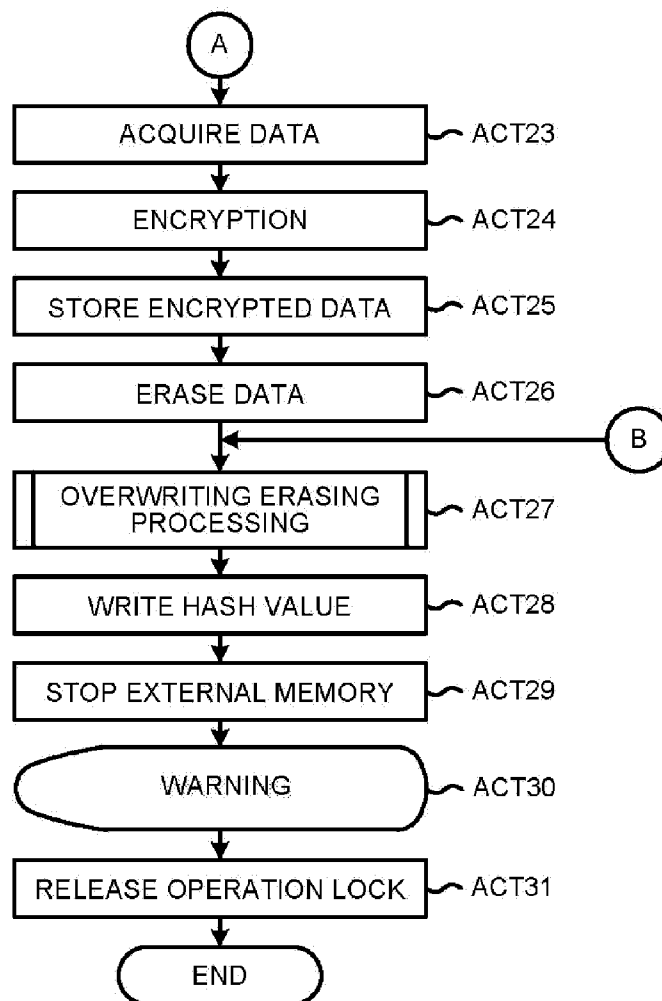 A
ACQUIRE DATA ACT23
ENCRYPTION ACT24
STORE ENCRYPTED DATA ACT25
ERASE DATA ACT26
B
OVERWRITING ERASING
PROCESSING ACT27
WRITE HASH VALUE ACT28
STOP EXTERNAL MEMORY ACT29
WARNING ACT30
RELEASE OPERATION LOCK ACT31
END